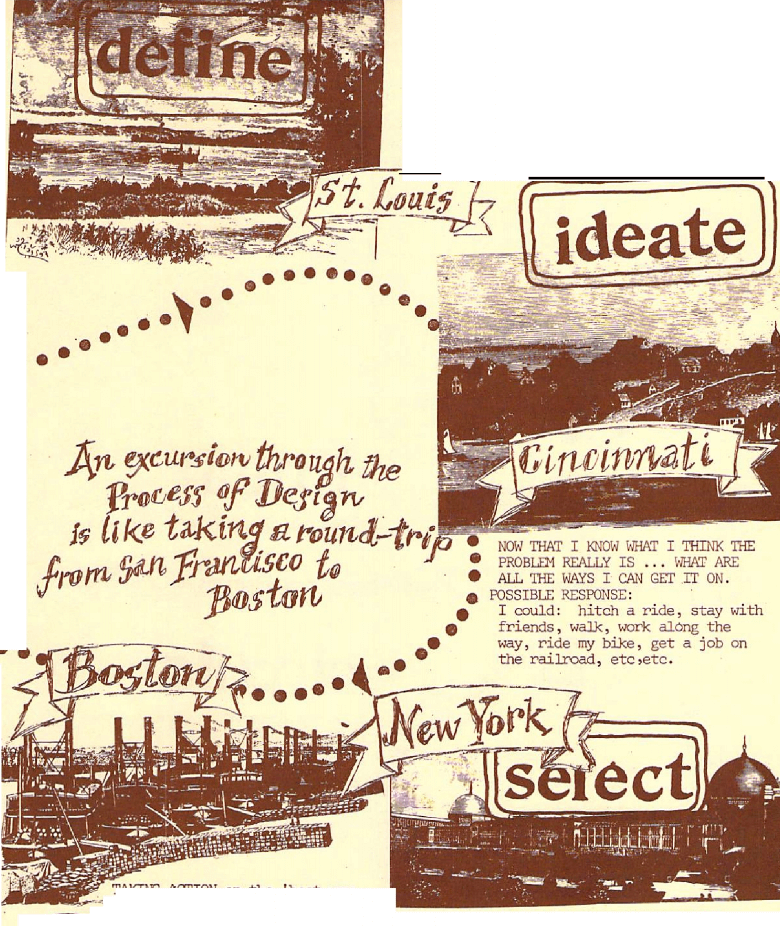 define
St. Louis
ideate
Cincinnati
An excursion through the
Process of Design
is like taking a round-trip
from San Francisco to
Boston
NOW THAT I KNOW WHAT I THINK THE
PROBLEM REALLY IS ... WHAT ARE
ALL THE WAYS I CAN GET IT ON.
POSSIBLE RESPONSE:
I could: hitch a ride, stay with
friends, walk, work along the
way, ride my bike, get a job on
the railroad, etc,etc.
Boston
New York
select
TAKING ACTION on the